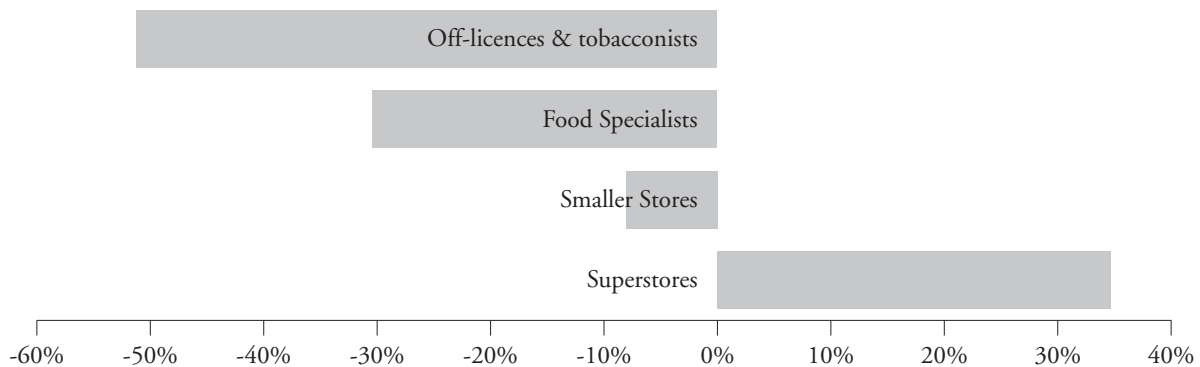 Off-licences & tobacconists
Food Specialists
Smaller Stores
Superstores
-60% -50% -40% -30% -20% -10% 0% 10% 20% 30% 40%